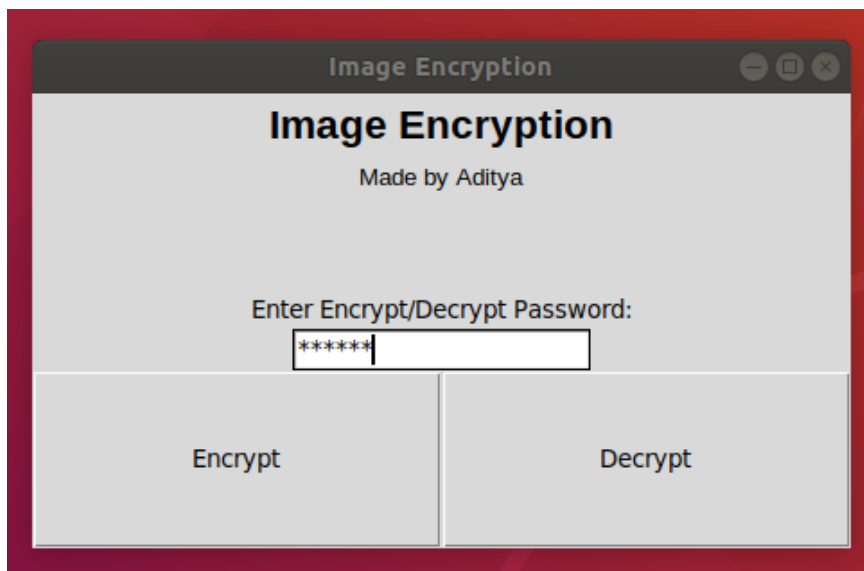 Image Encryption
Image Encryption
Made by Aditya
Enter Encrypt/Decrypt Password:
******
Encrypt Decrypt